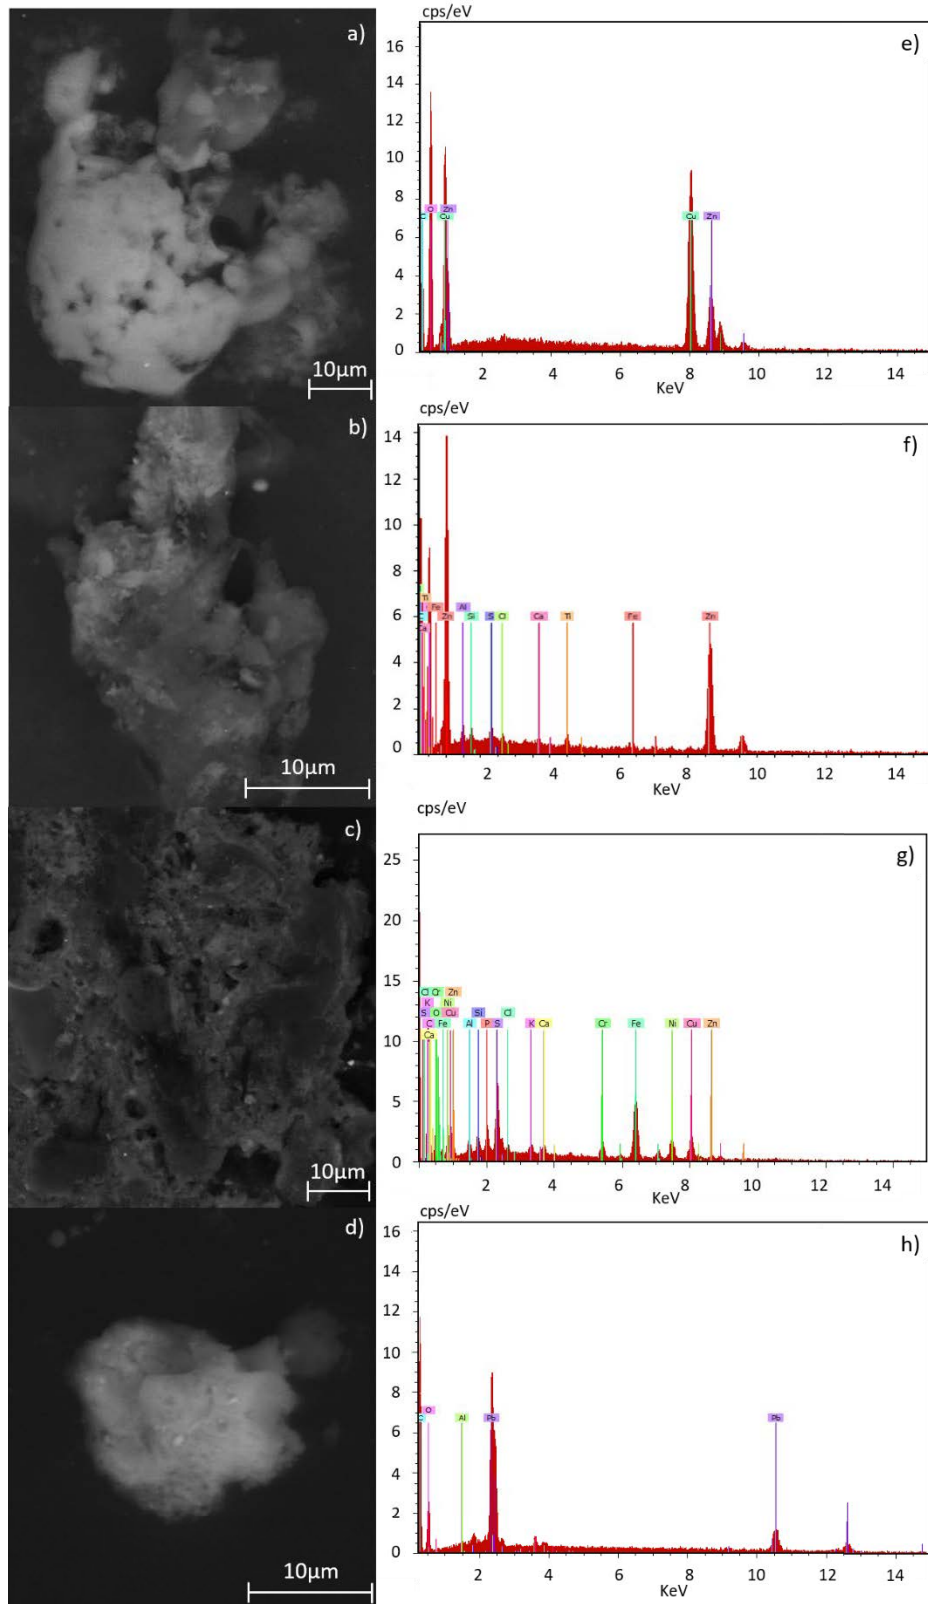 a)
10µm
cps/eV
e)
16
14
12
10
8
6
4
2
0
O Zn
Cu
Cu Zn
2 4 6 8 10 12 14
KeV
b)
10µm
cps/eV
f)
14
12
10
8
6
4
2
0
Ti
Fe Al
Zn Si S Cl Ca Ti Fe Zn
Ca
2 4 6 8 10 12 14
KeV
c)
10µm
cps/eV
g)
25
20
15
10
5
0
Cl Cr Zn
K Ni
S O Cu Si Cl
C Fe Al P S K Cr Fe Ni Cu Zn
Ca Ca
2 4 6 8 10 12 14
KeV
d)
10µm
cps/eV
h)
16
14
12
10
8
6
4
2
0
O
C Al Pb Pb
2 4 6 8 10 12 14
KeV